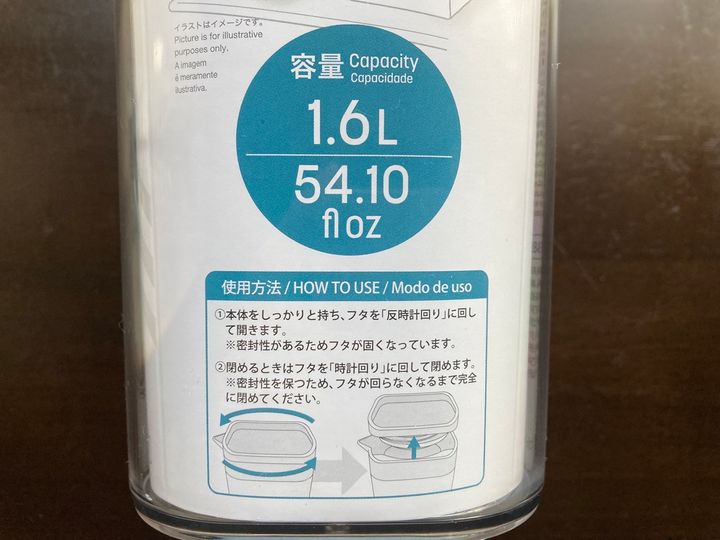 イラストはイメージです。
Picture is for illustrative
purposes only.
A imagem
é meramente
ilustrativa.
容量 Capacity
Capacidade
1.6L
54.10
fl oz
使用方法 / HOW TO USE / Modo de uso
①本体をしっかりと持ち、フタを「反時計回り」に回し
て開きます。
※密封性があるためフタが固くなっています。
②閉めるときはフタを「時計回り」に回して閉めます。
※密封性を保つため、フタが回らなくなるまで完全
に閉めてください。